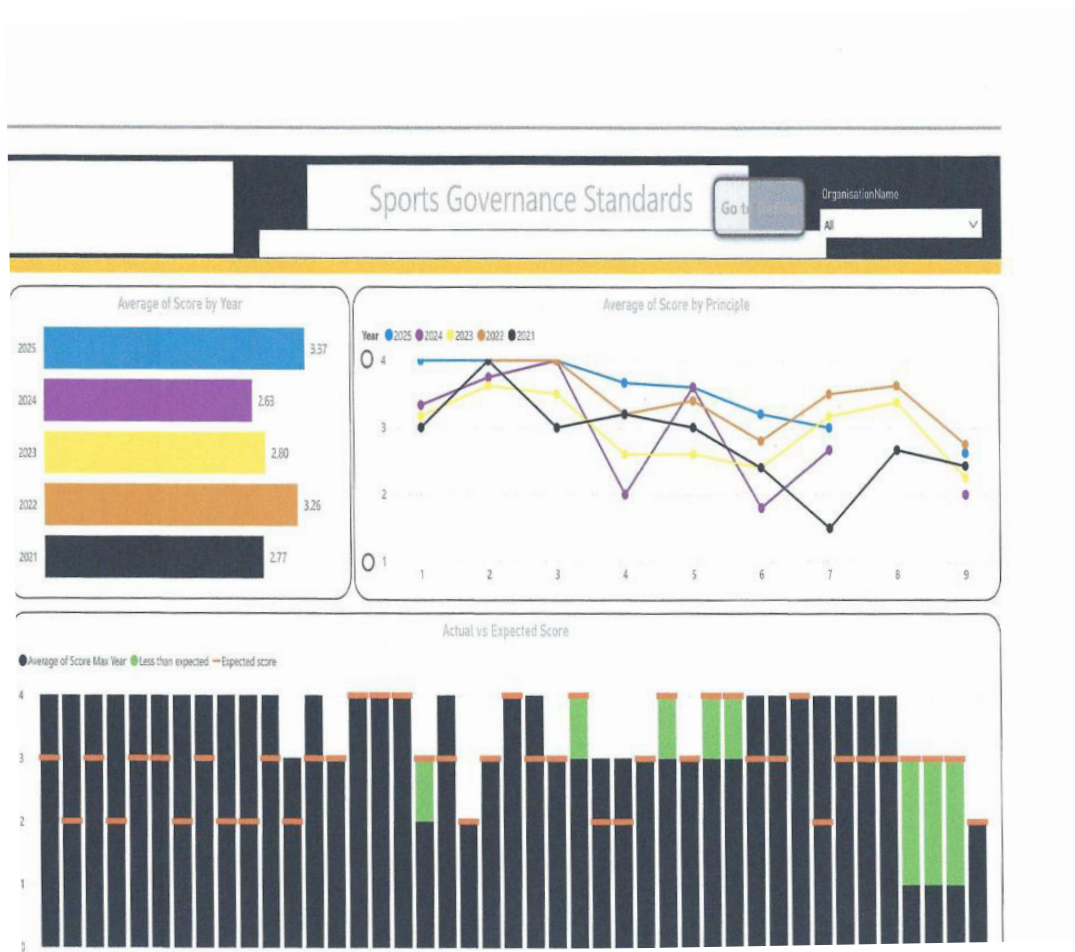 Sports Governance Standards
Go to
OrganisationName
All
Average of Score by Year
2025 3.37
2024 2.63
2023 2.80
2022 3.26
2021 2.77
Average of Score by Principle
Year 2025 2024 2023 2022 2021
4
3
2
1
1 2 3 4 5 6 7 8 9
Actual vs Expected Score
Average of Score Max Year Less than expected Expected score
4
3
2
1
0